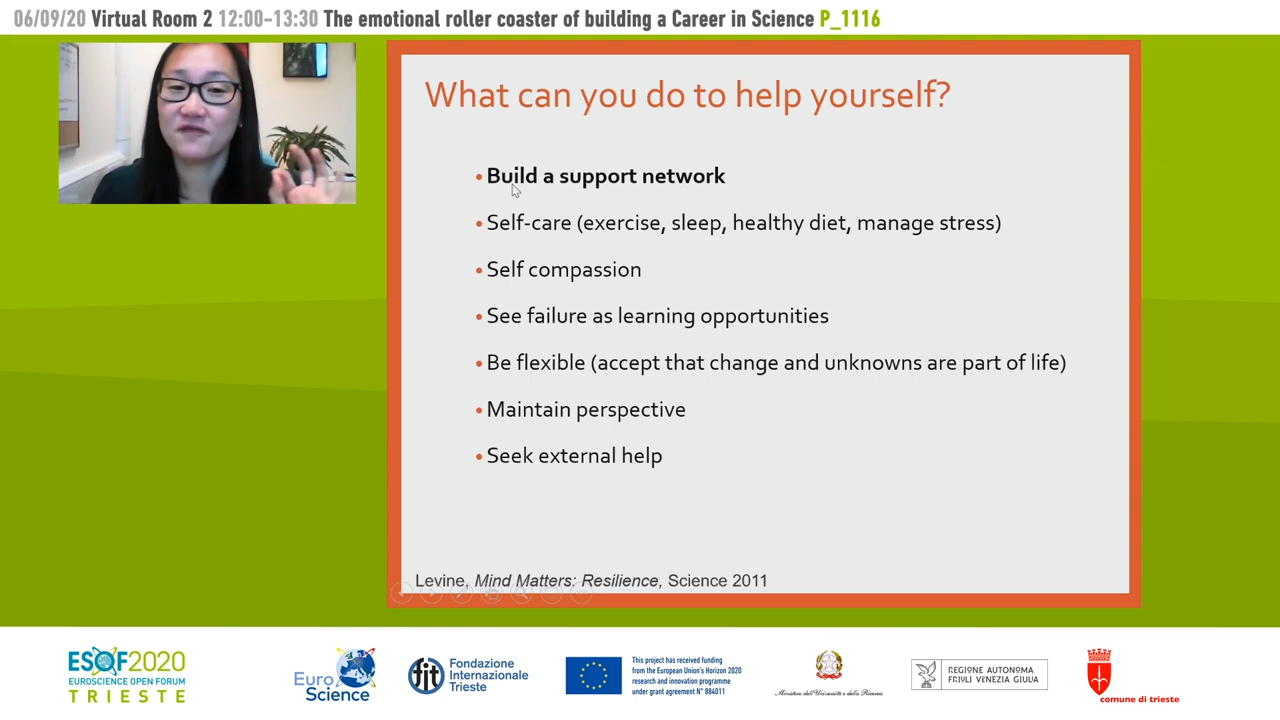 06/09/20 Virtual Room 2 12:00-13:30 The emotional roller coaster of building a Career in Science P_1116
What can you do to help yourself?
• Build a support network
• Self-care (exercise, sleep, healthy diet, manage stress)
• Self compassion
• See failure as learning opportunities
• Be flexible (accept that change and unknowns are part of life)
• Maintain perspective
• Seek external help
Levine, Mind Matters: Resilience, Science 2011
ESOF2020
EUROSCIENCE OPEN FORUM
TRIESTE
Euro
Science
fit
Fondazione
Internazionale
Trieste
This project has received funding
from the European Union's Horizon 2020
research and innovation programme
under grant agreement N° 884011
Ministero dell'Università e della Ricerca
REGIONE AUTONOMA
FRIULI VENEZIA GIULIA
comune di trieste